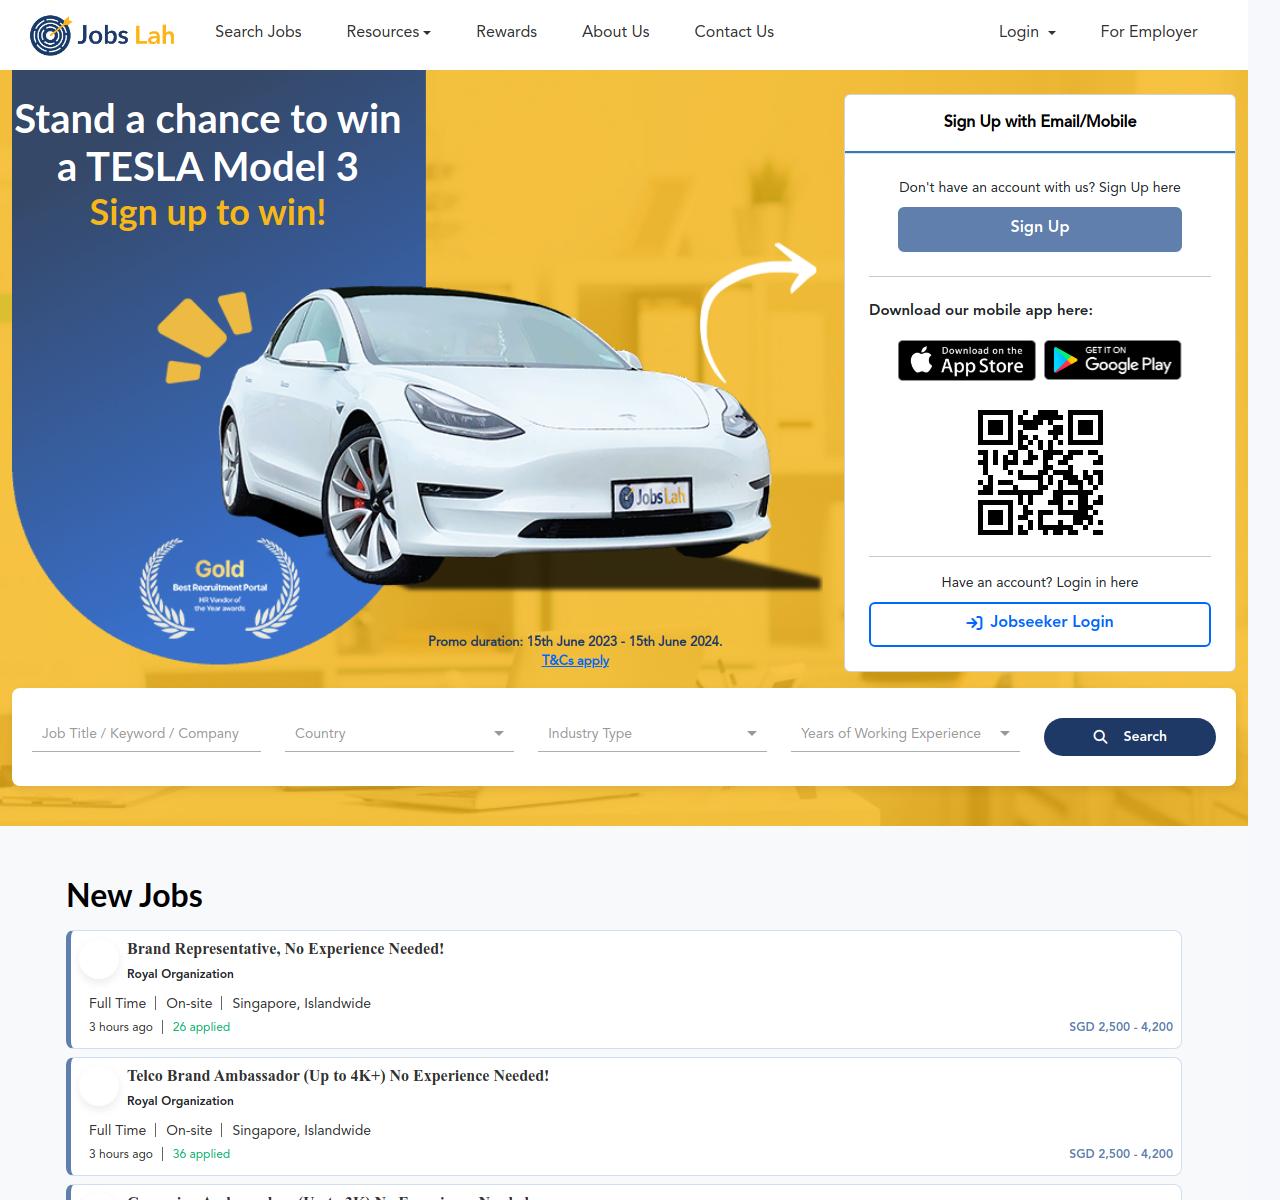 Jobs Lah
Search Jobs
Resources
Rewards
About Us
Contact Us
Login
For Employer
Stand a chance to win
a TESLA Model 3
Sign up to win!
Jobs Lah
Gold
Best Recruitment Portal
HR Vendor of
the Year awards
Promo duration: 15th June 2023 - 15th June 2024.
T&Cs apply
Sign Up with Email/Mobile
Don't have an account with us? Sign Up here
Sign Up
Download our mobile app here:
Download on the
App Store
GET IT ON
Google Play
Have an account? Login in here
Jobseeker Login
Job Title / Keyword / Company
Country
Industry Type
Years of Working Experience
Search
New Jobs
Brand Representative, No Experience Needed!
Royal Organization
Full Time | On-site | Singapore, Islandwide
3 hours ago | 26 applied
SGD 2,500 - 4,200
Telco Brand Ambassador (Up to 4K+) No Experience Needed!
Royal Organization
Full Time | On-site | Singapore, Islandwide
3 hours ago | 36 applied
SGD 2,500 - 4,200